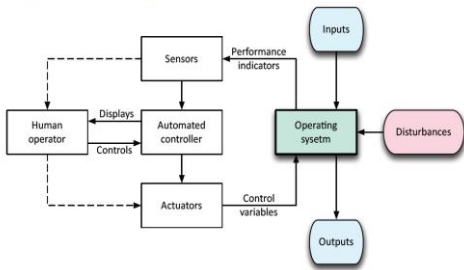 Inputs
Performance
indicators
Sensors
Displays
Human
operator
Automated
controller
Operating
sysetm
Disturbances
Controls
Actuators
Control
variables
Outputs